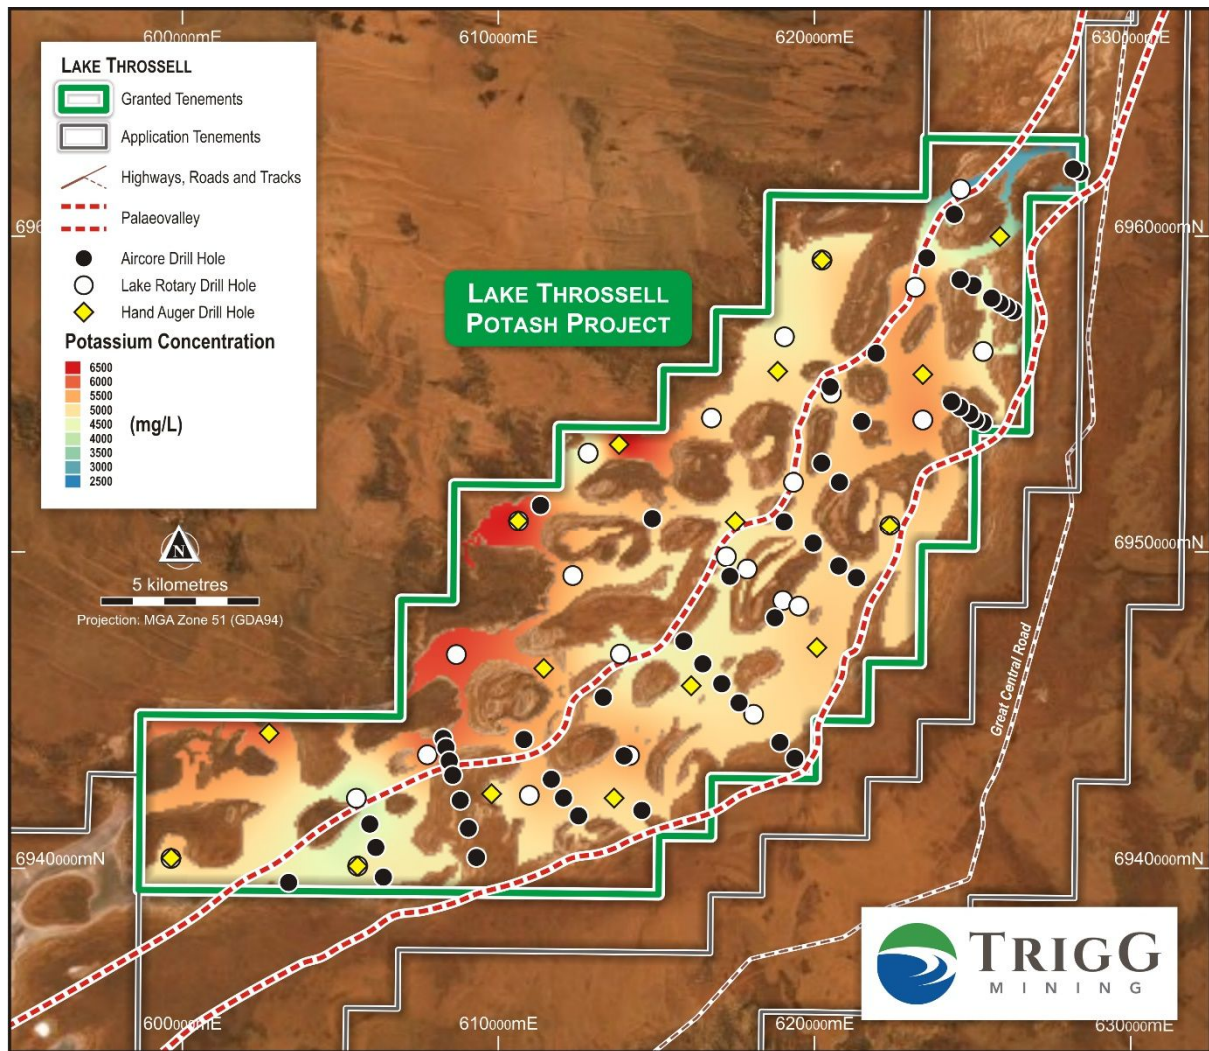 600000mE
610000mE
620000mE
630000mE
LAKE THROSSELL
Granted Tenements
Application Tenements
Highways, Roads and Tracks
Palaeovalley
Aircore Drill Hole
Lake Rotary Drill Hole
Hand Auger Drill Hole
Potassium Concentration
6500
6000
5500
5000
4500
4000
3500
3000
2500
(mg/L)
696
6960000mN
LAKE THROSSELL
POTASH PROJECT
N
5 kilometres
Projection: MGA Zone 51 (GDA94)
6950000mN
Great Central Road
6940000mN
6940000mN
TRIGG
MINING
600000mE
610000mE
620000mE
630000mE